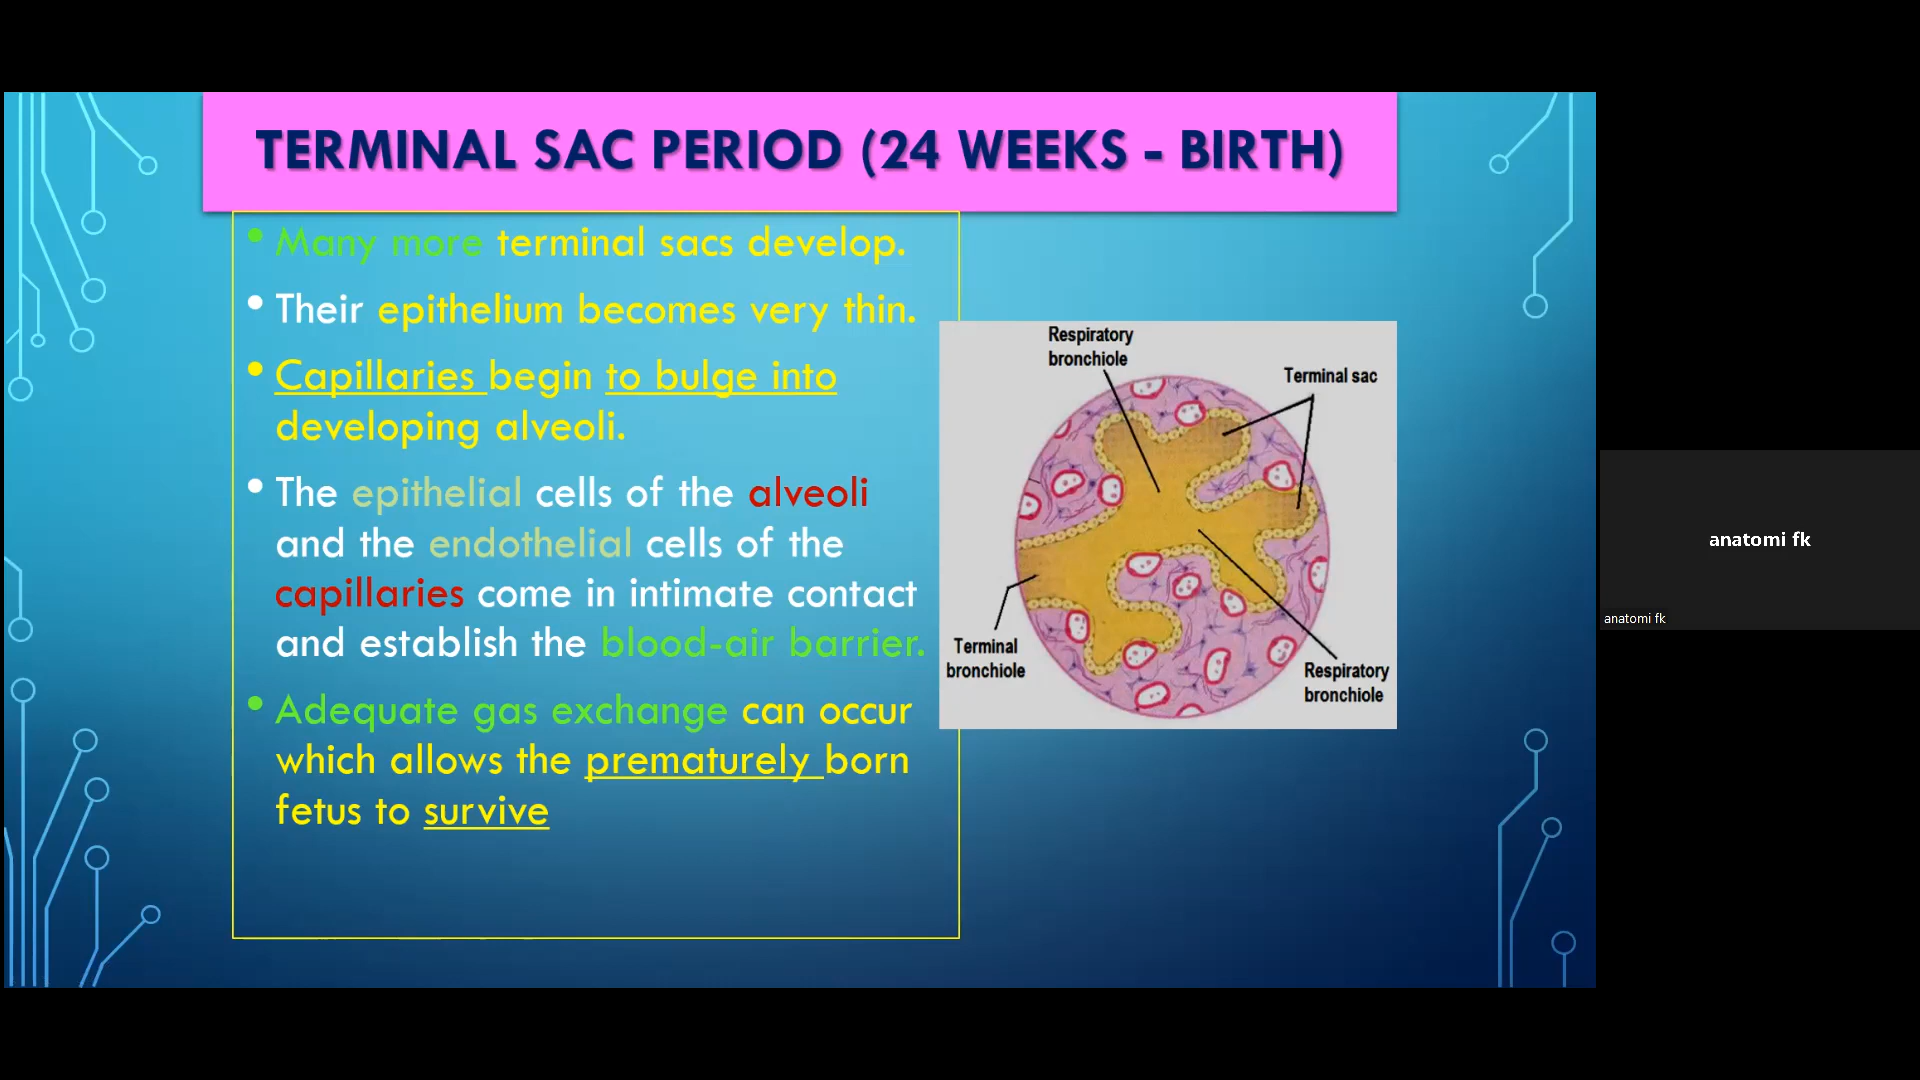 TERMINAL SAC PERIOD (24 WEEKS - BIRTH)
• Many more terminal sacs develop.
• Their epithelium becomes very thin.
• Capillaries begin to bulge into
developing alveoli.
• The epithelial cells of the alveoli
and the endothelial cells of the
capillaries come in intimate contact
and establish the blood-air barrier.
• Adequate gas exchange can occur
which allows the prematurely born
fetus to survive
Respiratory
bronchiole
Terminal sac
Terminal
bronchiole
Respiratory
bronchiole
anatomi fk
anatomi fk